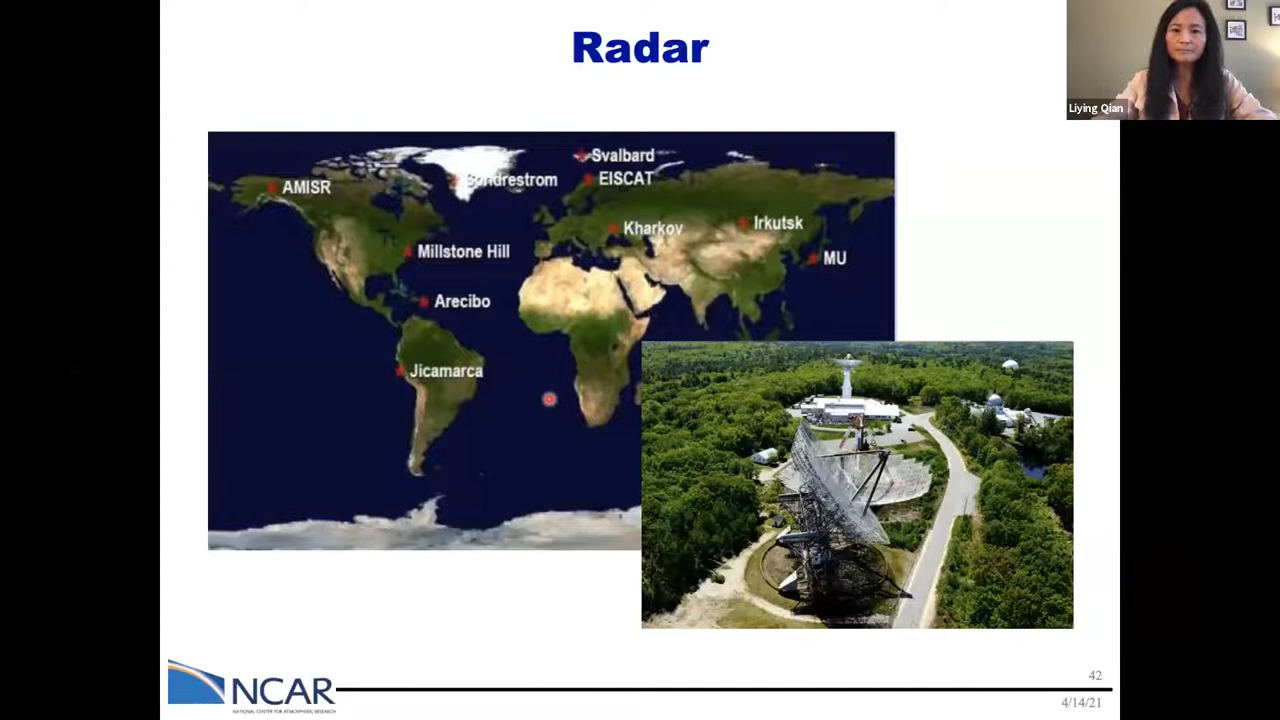 Radar
Liying Qian
Svalbard
EISCAT
Sondrestrom
AMISR
Kharkov
Irkutsk
Millstone Hill
MU
Arecibo
Jicamarca
NCAR
NATIONAL CENTER FOR ATMOSPHERIC RESEARCH
42
4/14/21